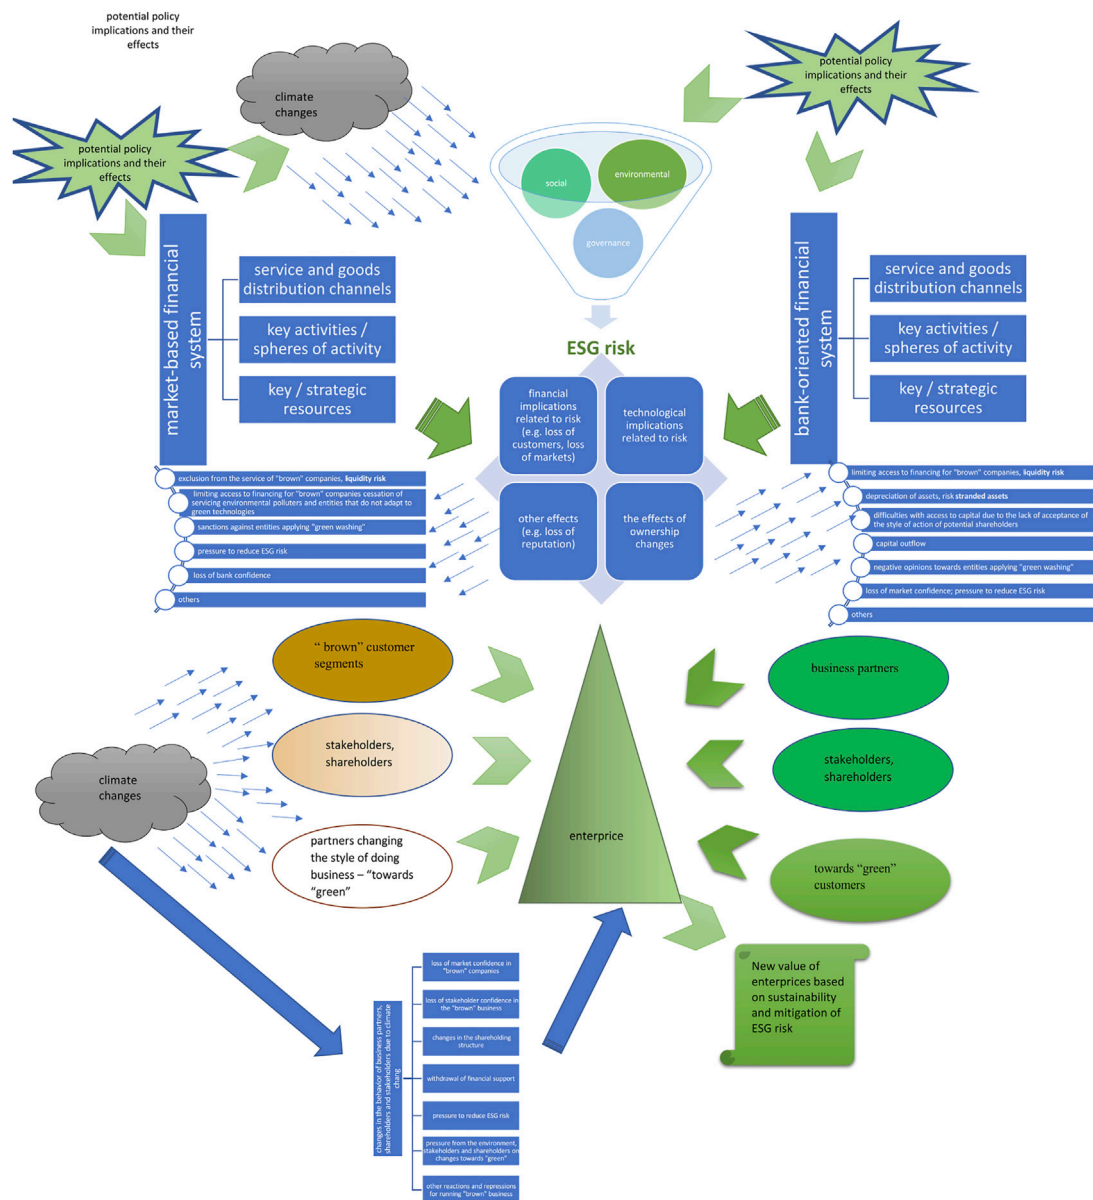 potential policy
implications and their
effects
climate
changes
potential policy
implications and their
effects
potential policy
implications and their
effects
social
environmental
governance
market-based financial
system
service and goods
distribution channels
key activities /
spheres of activity
key / strategic
resources
ESG risk
financial
implications
related to risk
(e.g. loss of
customers, loss
of markets)
technological
implications
related to risk
other effects
(e.g. loss of
reputation)
the effects of
ownership
changes
bank-oriented financial
system
service and goods
distribution channels
key activities /
spheres of activity
key / strategic
resources
exclusion from the service of "brown" companies, liquidity risk
limiting access to financing for "brown" companies cessation of
servicing environmental polluters and entities that do not adapt to
green technologies
sanctions against entities applying "green washing"
pressure to reduce ESG risk
loss of bank confidence
others
limiting access to financing for "brown" companies, liquidity risk
depreciation of assets, risk stranded assets
difficulties with access to capital due to the lack of acceptance of
the style of action of potential shareholders
capital outflow
negative opinions towards entities applying "green washing"
loss of market confidence; pressure to reduce ESG risk
others
“ brown” customer
segments
stakeholders,
shareholders
partners changing
the style of doing
business – “towards
“green”
climate
changes
enterprice
business partners
stakeholders,
shareholders
towards “green”
customers
New value of
enterprices based
on sustainability
and mitigation of
ESG risk
changes in the behavior of business partners,
shareholders and stakeholders due to climate
chang
loss of market confidence in
"brown" companies
loss of stakeholder confidence in
the "brown" business
changes in the shareholding
structure
withdrawal of financial support
pressure to reduce ESG risk
pressure from the environment,
stakeholders and shareholders on
changes towards "green"
other reactions and repressions
for running "brown" business